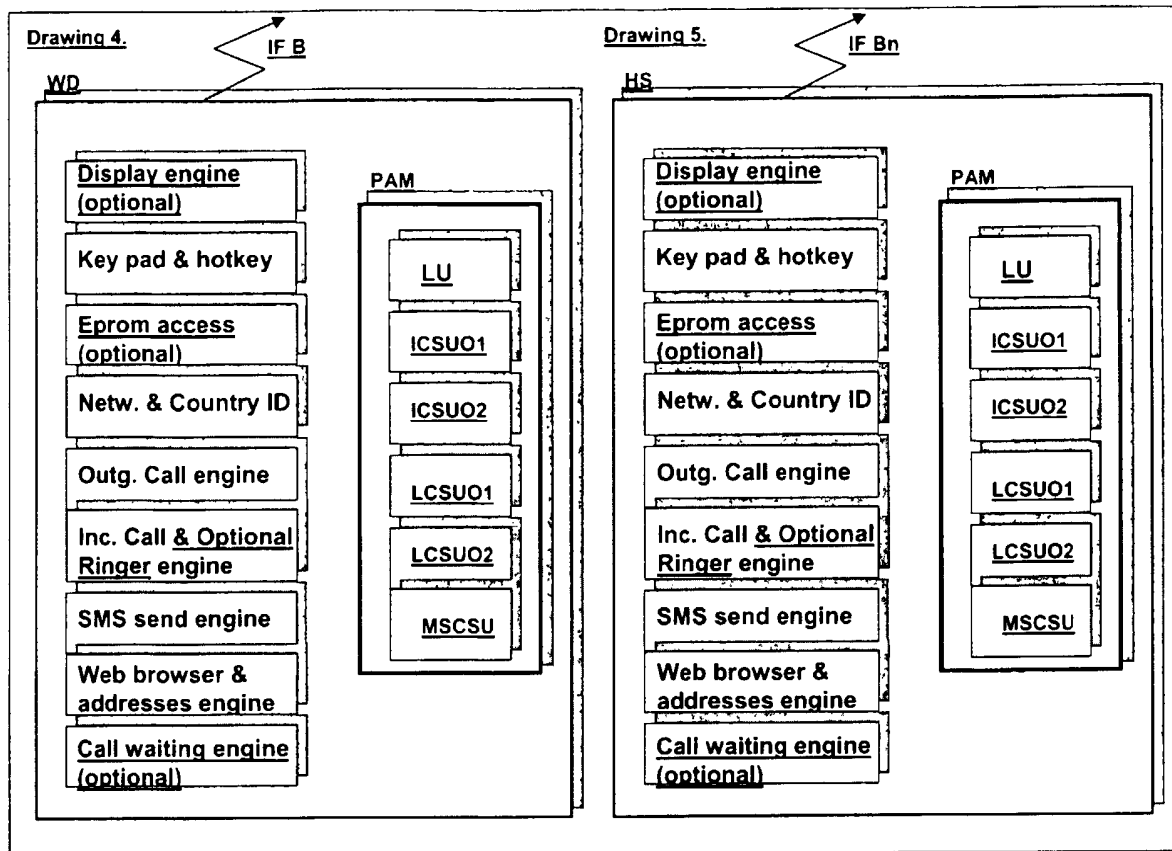 Drawing 4.
IF B
WD
Display engine
(optional)
Key pad & hotkey
Eprom access
(optional)
Netw. & Country ID
Outg. Call engine
Inc. Call & Optional
Ringer engine
SMS send engine
Web browser &
addresses engine
Call waiting engine
(optional)
PAM
LU
ICSUO1
ICSUO2
LCSUO1
LCSUO2
MSCSU
Drawing 5.
IF Bn
HS
Display engine
(optional)
Key pad & hotkey
Eprom access
(optional)
Netw. & Country ID
Outg. Call engine
Inc. Call & Optional
Ringer engine
SMS send engine
Web browser &
addresses engine
Call waiting engine
(optional)
PAM
LU
ICSUO1
ICSUO2
LCSUO1
LCSUO2
MSCSU